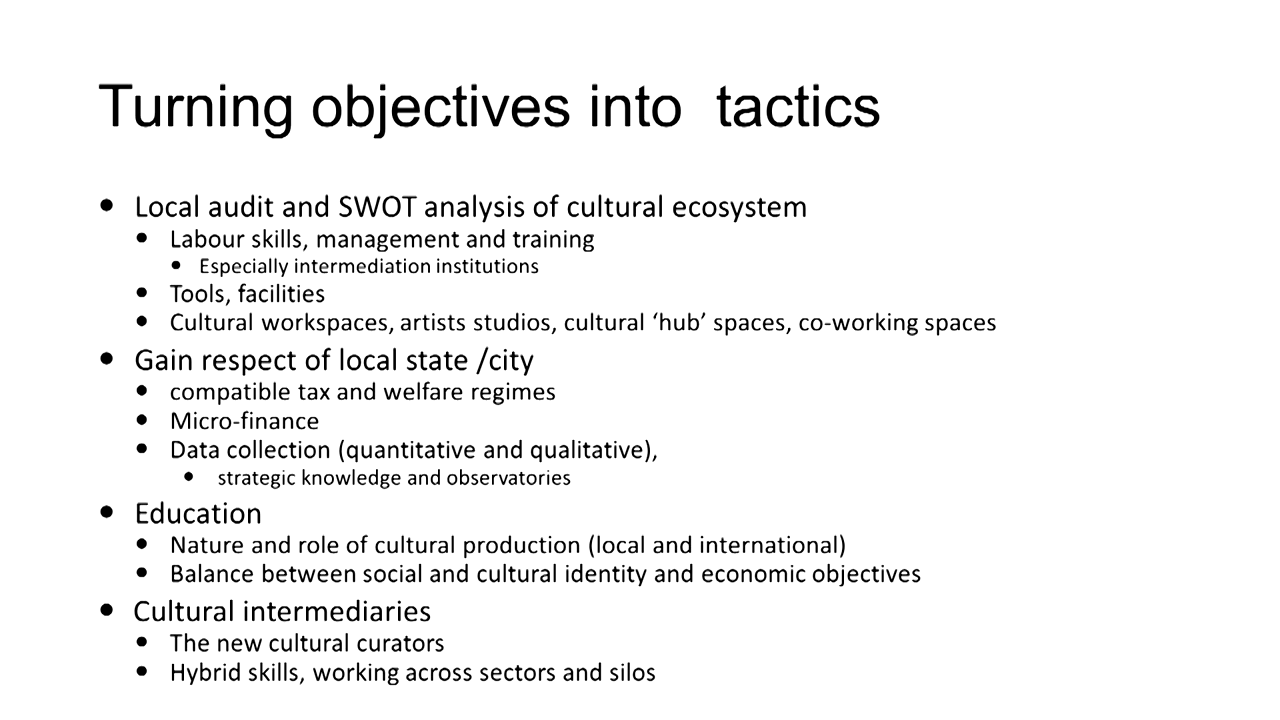 Turning objectives into  tactics
• Local audit and SWOT analysis of cultural ecosystem
• Labour skills, management and training
• Especially intermediation institutions
• Tools, facilities
• Cultural workspaces, artists studios, cultural ‘hub’ spaces, co-working spaces
• Gain respect of local state /city
• compatible tax and welfare regimes
• Micro-finance
• Data collection (quantitative and qualitative),
• strategic knowledge and observatories
• Education
• Nature and role of cultural production (local and international)
• Balance between social and cultural identity and economic objectives
• Cultural intermediaries
• The new cultural curators
• Hybrid skills, working across sectors and silos